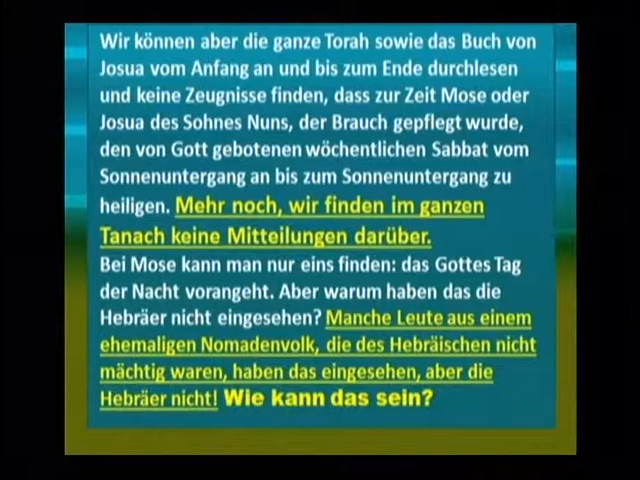 Wir können aber die ganze Torah sowie das Buch von
Josua vom Anfang an und bis zum Ende durchlesen
und keine Zeugnisse finden, dass zur Zeit Mose oder
Josua des Sohnes Nuns, der Brauch gepflegt wurde,
den von Gott gebotenen wöchentlichen Sabbat vom
Sonnenuntergang an bis zum Sonnenuntergang zu
heiligen. Mehr noch, wir finden im ganzen
Tanach keine Mitteilungen darüber.
Bei Mose kann man nur eins finden: das Gottes Tag
der Nacht vorangeht. Aber warum haben das die
Hebräer nicht eingesehen? Manche Leute aus einem
ehemaligen Nomadenvolk, die des Hebräischen nicht
mächtig waren, haben das eingesehen, aber die
Hebräer nicht! Wie kann das sein?